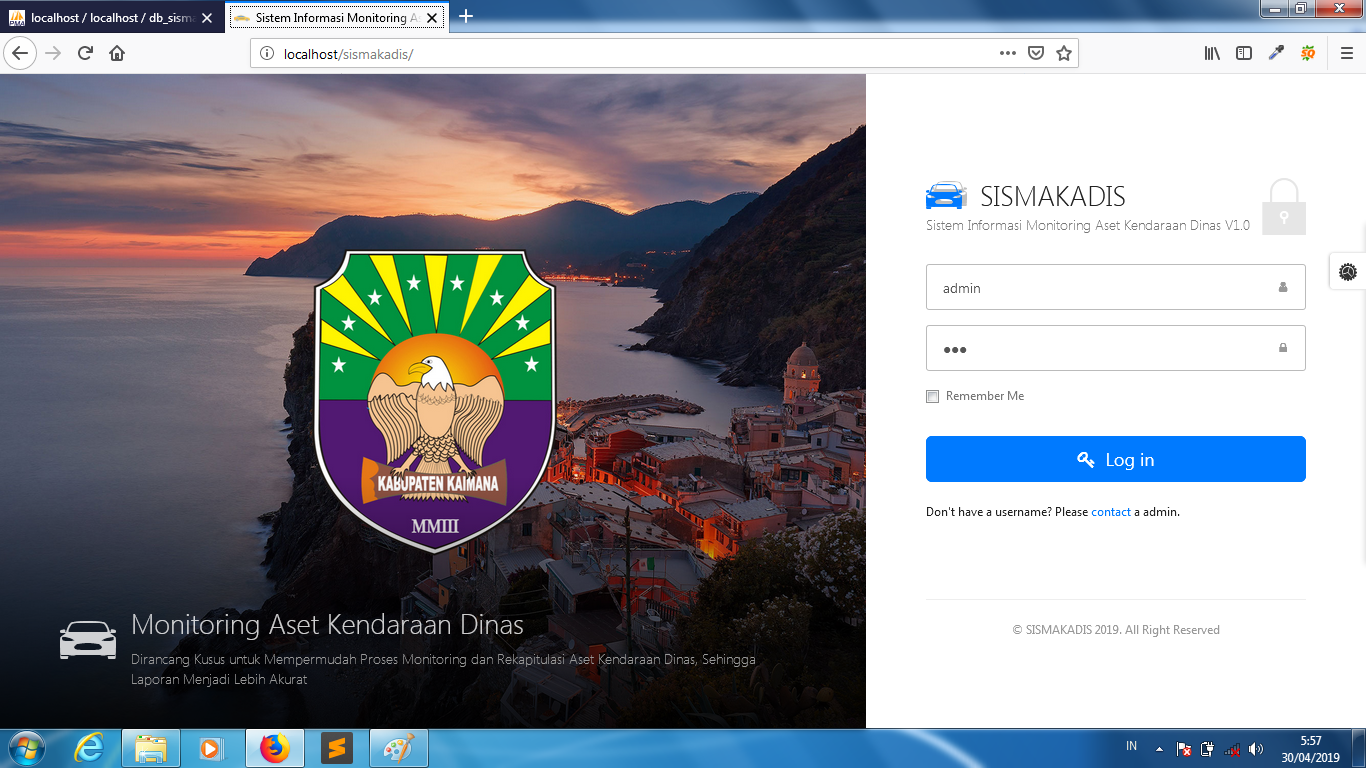 localhost / localhost / db_sisma
Sistem Informasi Monitoring A
localhost/sismakadis/
KABUPATEN KAIMANA
MMIII
Monitoring Aset Kendaraan Dinas
Dirancang Kusus untuk Mempermudah Proses Monitoring dan Rekapitulasi Aset Kendaraan Dinas, Sehingga
Laporan Menjadi Lebih Akurat
SISMAKADIS
Sistem Informasi Monitoring Aset Kendaraan Dinas V1.0
admin
●●●
Remember Me
Log in
Don't have a username? Please contact a admin.
© SISMAKADIS 2019. All Right Reserved
IN
5:57
30/04/2019